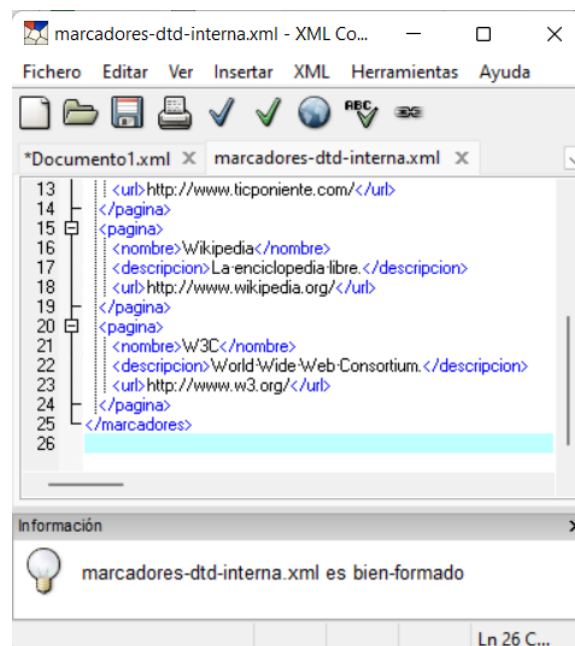 marcadores-dtd-interna.xml - XML Co...
Fichero Editar Ver Insertar XML Herramientas Ayuda
ABC
*Documento1.xml X marcadores-dtd-interna.xml X
13 <url>http://www.ticponiente.com/</url>
14 </pagina>
15 <pagina>
16 <nombre>Wikipedia</nombre>
17 <descripcion>La·enciclopedia·libre.</descripcion>
18 <url>http://www.wikipedia.org/</url>
19 </pagina>
20 <pagina>
21 <nombre>W3C</nombre>
22 <descripcion>World·Wide·Web·Consortium.</descripcion>
23 <url>http://www.w3.org/</url>
24 </pagina>
25 </marcadores>
26
Información
marcadores-dtd-interna.xml es bien-formado
Ln 26 C...